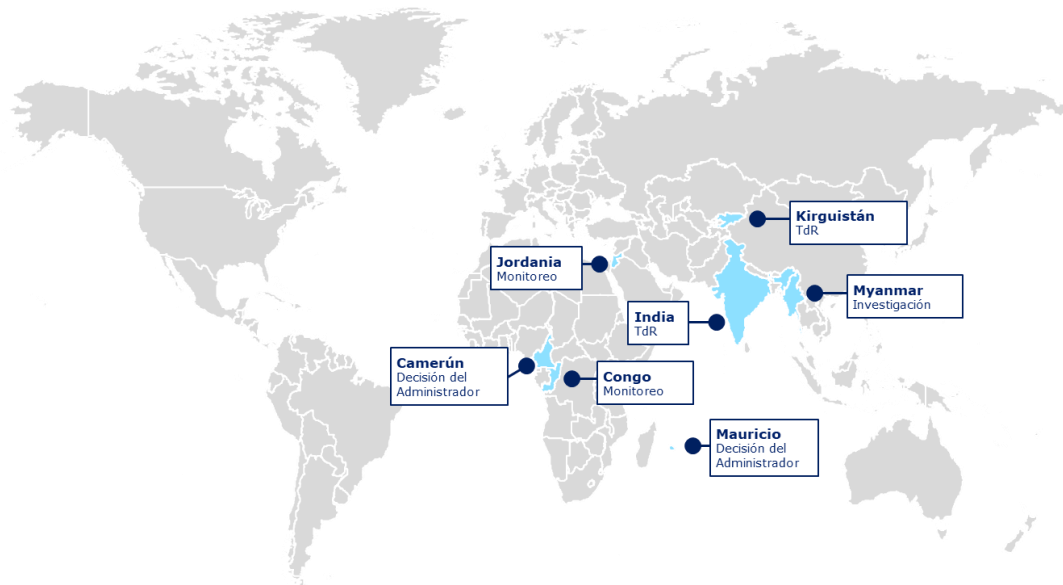 Kirguistán
TdR
Jordania
Monitoreo
Myanmar
Investigación
India
TdR
Camerún
Decisión del
Administrador
Congo
Monitoreo
Mauricio
Decisión del
Administrador